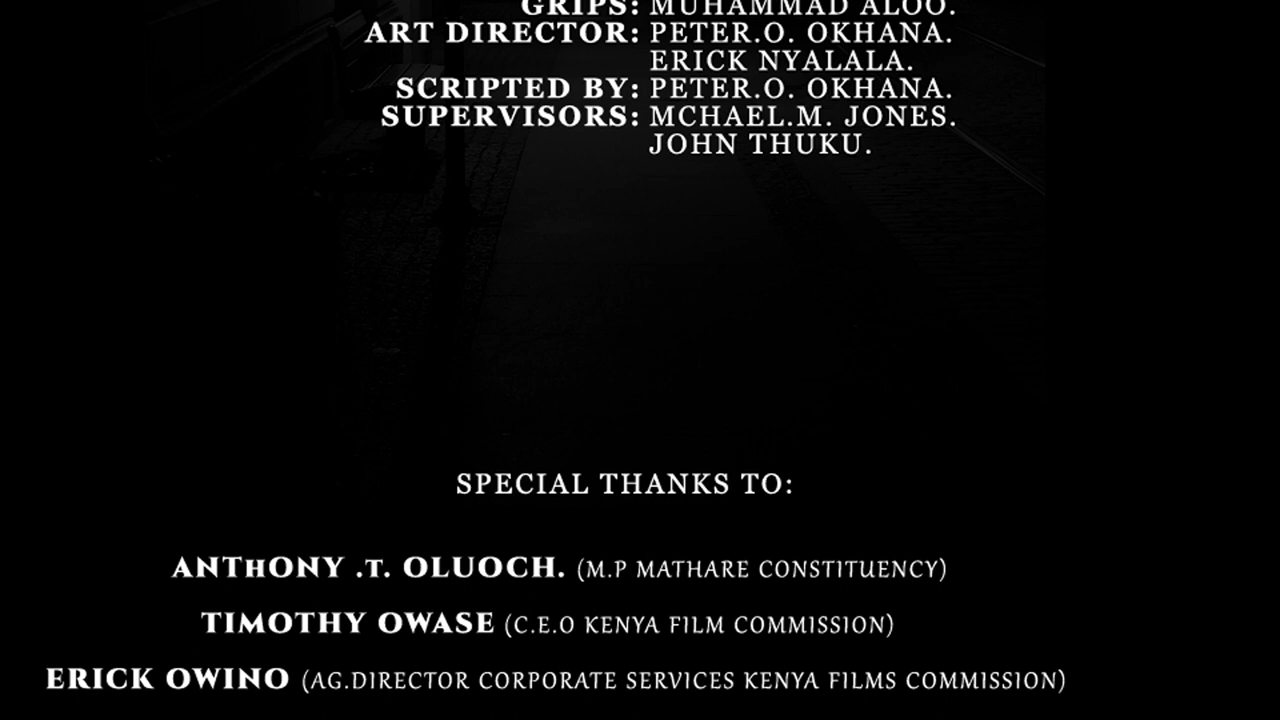 GRIPS: MUHAMMAD ALOO.
ART DIRECTOR: PETER.O. OKHANA.
ERICK NYALALA.
SCRIPTED BY: PETER.O. OKHANA.
SUPERVISORS: MCHAEL.M. JONES.
JOHN THUKU.
SPECIAL THANKS TO:
ANTHONY .T. OLUOCH. (M.P MATHARE CONSTITUENCY)
TIMOTHY OWASE (C.E.O KENYA FILM COMMISSION)
ERICK OWINO (AG.DIRECTOR CORPORATE SERVICES KENYA FILMS COMMISSION)